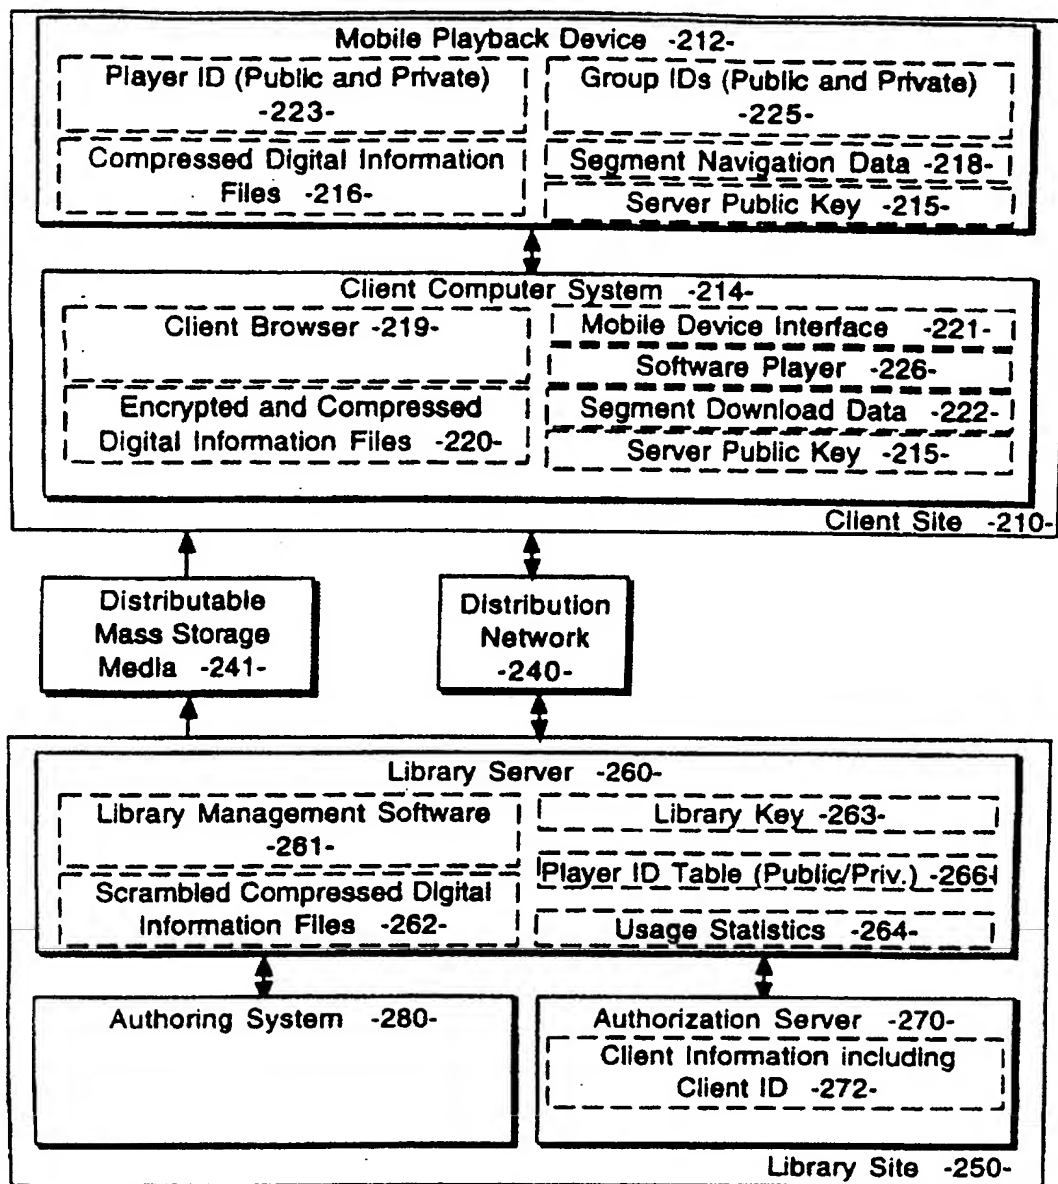 Mobile Playback Device -212-
Player ID (Public and Private)
-223-
Group IDs (Public and Private)
-225-
Compressed Digital Information
Files -216-
Segment Navigation Data -218-
Server Public Key -215-
Client Computer System -214-
Client Browser -219-
Mobile Device Interface -221-
Software Player -226-
Encrypted and Compressed
Digital Information Files -220-
Segment Download Data -222-
Server Public Key -215-
Client Site -210-
Distributable
Mass Storage
Media -241-
Distribution
Network
-240-
Library Server -260-
Library Management Software
-261-
Library Key -263-
Player ID Table (Public/Priv.) -266-
Scrambled Compressed Digital
Information Files -262-
Usage Statistics -264-
Authoring System -280-
Authorization Server -270-
Client Information including
Client ID -272-
Library Site -250-